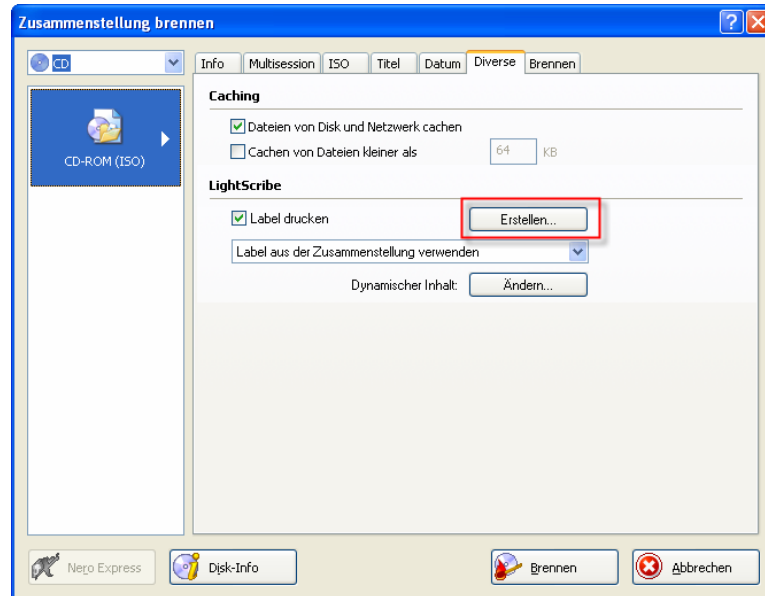 Zusammenstellung brennen
CD
Info Multisession ISO Titel Datum Diverse Brennen
Caching
Dateien von Disk und Netzwerk cachen
Cachen von Dateien kleiner als 64 KB
CD-ROM (ISO)
LightScribe
Label drucken Erstellen...
Label aus der Zusammenstellung verwenden
Dynamischer Inhalt: Ändern...
Nero Express Disk-Info Brennen Abbrechen